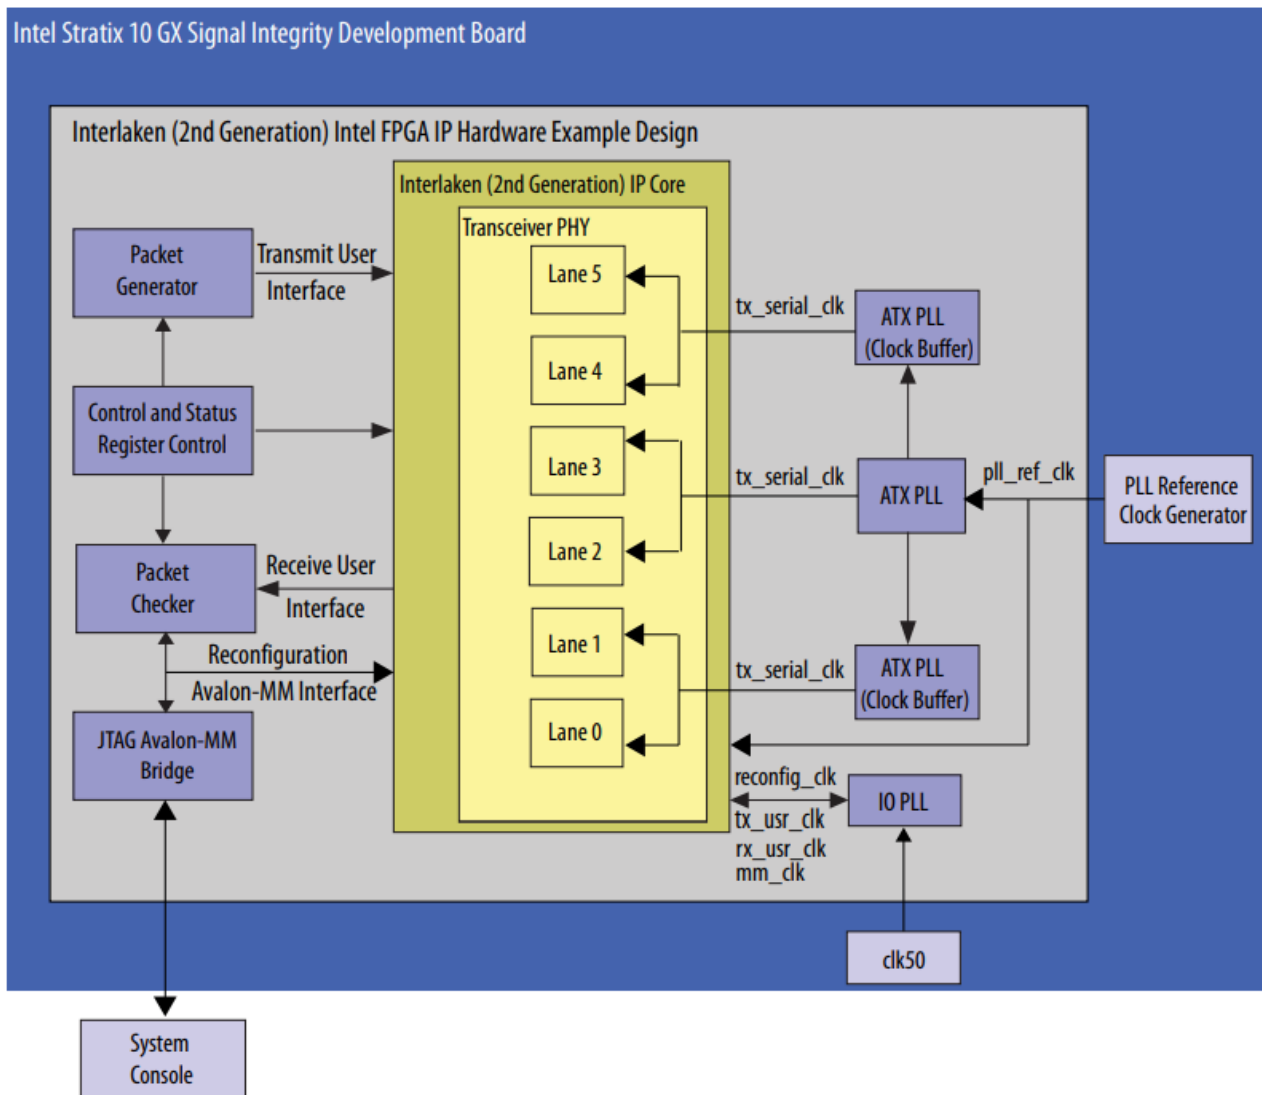 Intel Stratix 10 GX Signal Integrity Development Board
Interlaken (2nd Generation) Intel FPGA IP Hardware Example Design
Interlaken (2nd Generation) IP Core
Transceiver PHY
Packet
Generator
Transmit User
Interface
Control and Status
Register Control
Packet
Checker
Receive User
Interface
Reconfiguration
Avalon-MM Interface
JTAG Avalon-MM
Bridge
System
Console
Lane 5
Lane 4
Lane 3
Lane 2
Lane 1
Lane 0
tx_serial_clk
ATX PLL
(Clock Buffer)
tx_serial_clk
ATX PLL
pll_ref_clk
PLL Reference
Clock Generator
tx_serial_clk
ATX PLL
(Clock Buffer)
reconfig_clk
tx_usr_clk
rx_usr_clk
mm_clk
IO PLL
clk50